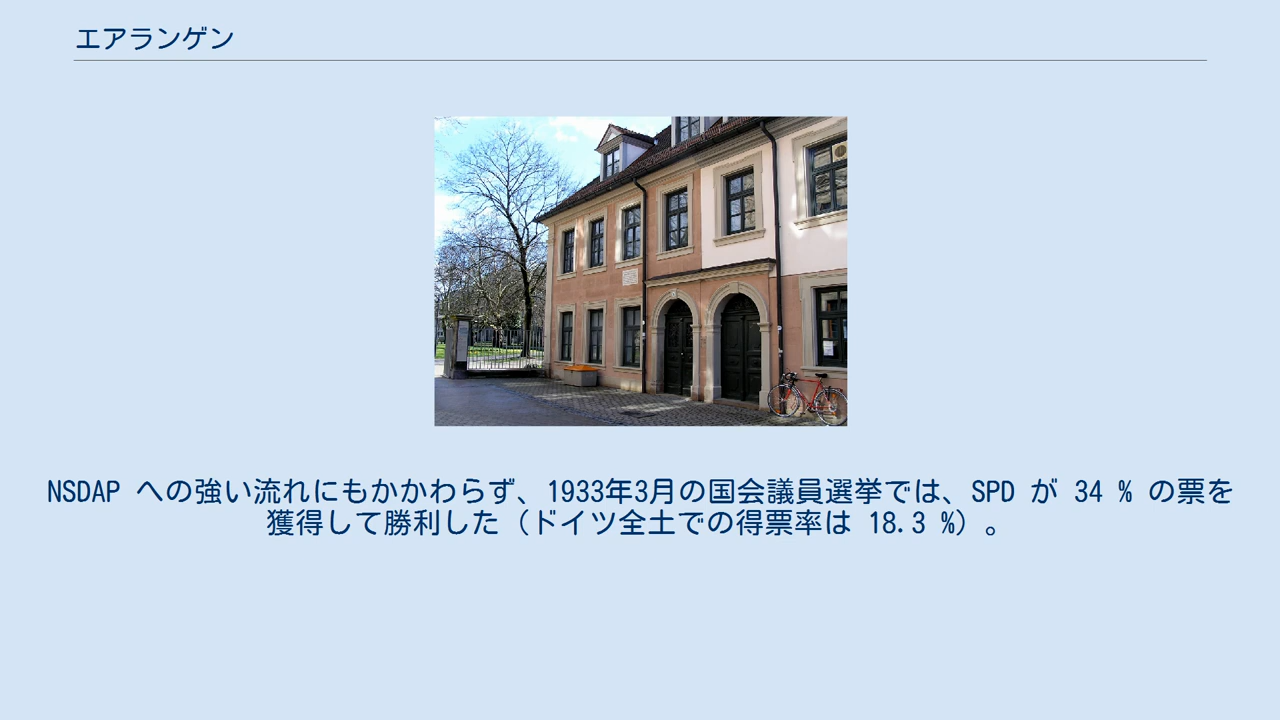 エアランゲン
NSDAP への強い流れにもかかわらず、1933年3月の国会議員選挙では、SPD が 34 % の票を
獲得して勝利した（ドイツ全土での得票率は 18.3 %）。